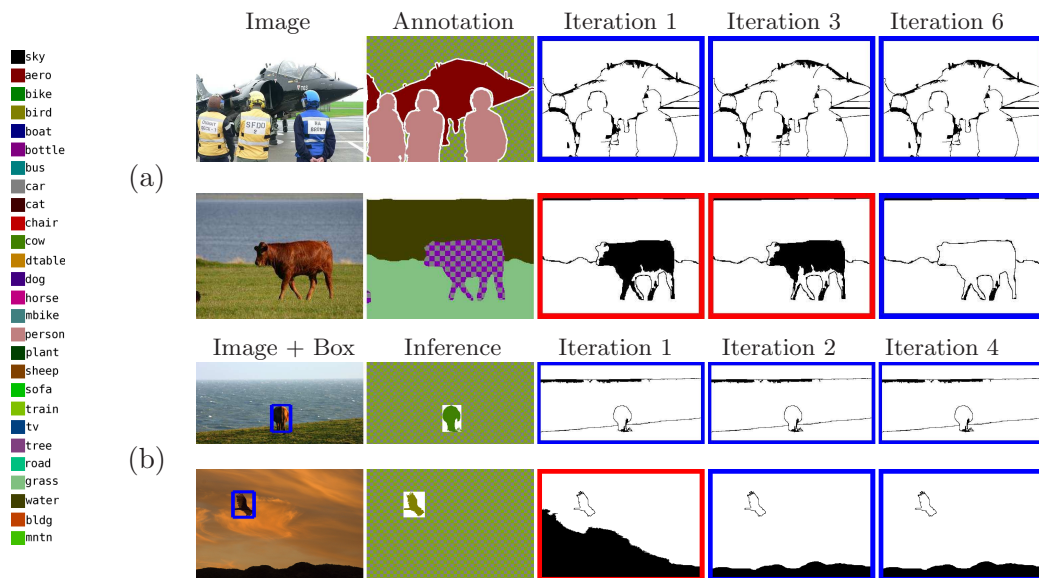 Image Annotation Iteration 1 Iteration 3 Iteration 6
sky
aero
bike
bird
boat
bottle
bus
car
cat
chair
cow
dtable
dog
horse
mbike
person
plant
sheep
sofa
train
tv
tree
road
grass
water
bldg
mntn
(a)
SFDO
Image + Box Inference Iteration 1 Iteration 2 Iteration 4
(b)